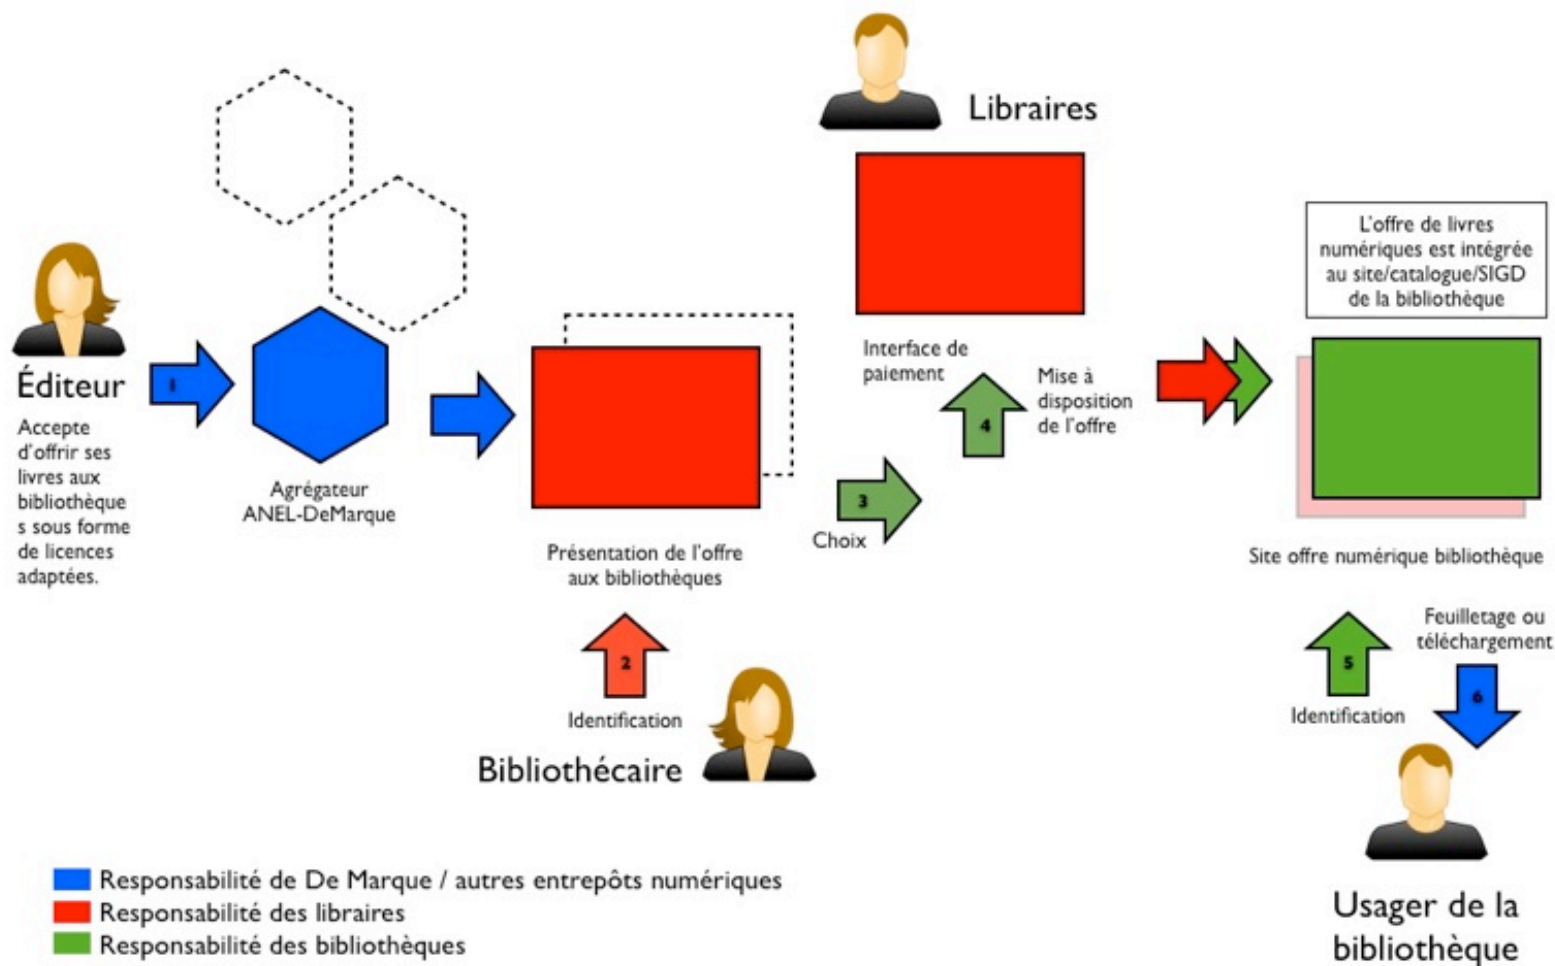 Libraires
Éditeur
Accepte
d'offrir ses
livres aux
bibliothèque
s sous forme
de licences
adaptées.
1
Agrégateur
ANEL-DeMarque
Présentation de l'offre
aux bibliothèques
2
Identification
Bibliothécaire
3
Choix
Interface de
paiement
4
Mise à
disposition
de l'offre
L'offre de livres
numériques est intégrée
au site/catalogue/SIGD
de la bibliothèque
Site offre numérique bibliothèque
5
Identification
Feuilletage ou
téléchargement
6
Usager de la
bibliothèque
Responsabilité de De Marque / autres entrepôts numériques
Responsabilité des libraires
Responsabilité des bibliothèques